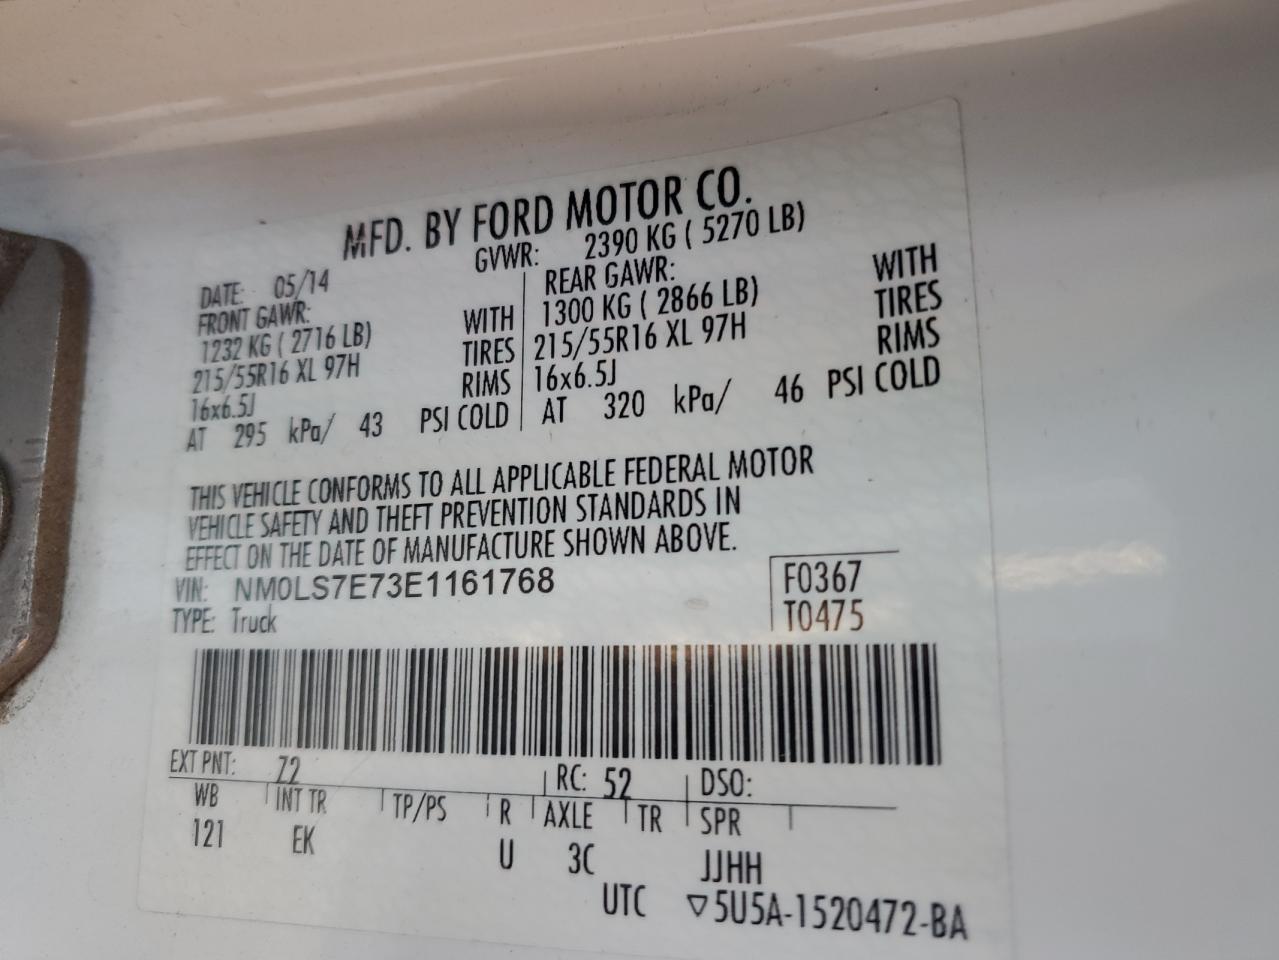 MFD. BY FORD MOTOR CO.
DATE: 05/14 GVWR: 2390 KG ( 5270 LB)
FRONT GAWR: REAR GAWR:
1232 KG ( 2716 LB) WITH 1300 KG ( 2866 LB) WITH
215/55R16 XL 97H TIRES 215/55R16 XL 97H TIRES
16x6.5J RIMS 16x6.5J RIMS
AT 295 kPa/ 43 PSI COLD AT 320 kPa/ 46 PSI COLD
THIS VEHICLE CONFORMS TO ALL APPLICABLE FEDERAL MOTOR
VEHICLE SAFETY AND THEFT PREVENTION STANDARDS IN
EFFECT ON THE DATE OF MANUFACTURE SHOWN ABOVE.
VIN: NM0LS7E73E1161768 F0367
TYPE: Truck T0475
EXT PNT: Z2 RC: 52 DSO:
WB INT TR TP/PS R AXLE TR SPR
121 EK U 3C JJHH
UTC ▽5U5A-1520472-BA